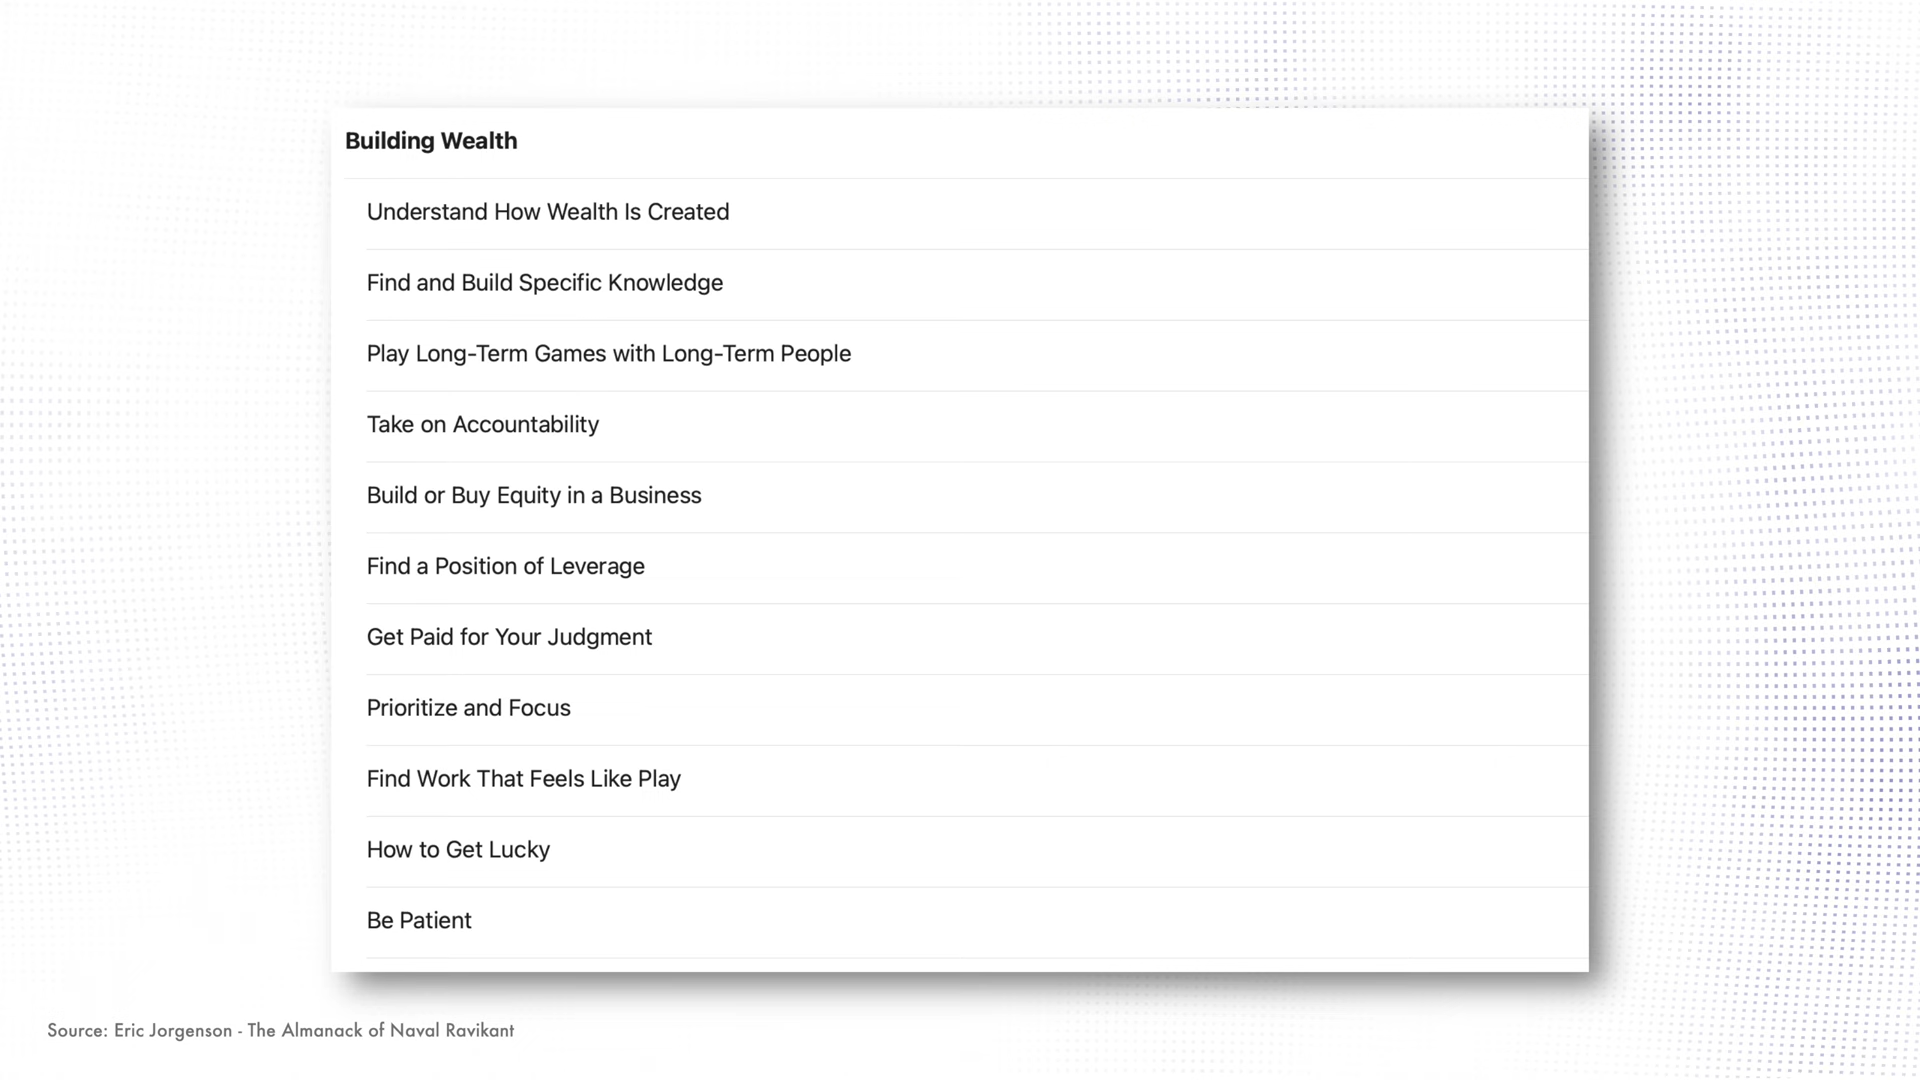 Building Wealth
Understand How Wealth Is Created
Find and Build Specific Knowledge
Play Long-Term Games with Long-Term People
Take on Accountability
Build or Buy Equity in a Business
Find a Position of Leverage
Get Paid for Your Judgment
Prioritize and Focus
Find Work That Feels Like Play
How to Get Lucky
Be Patient
Source: Eric Jorgenson - The Almanack of Naval Ravikant